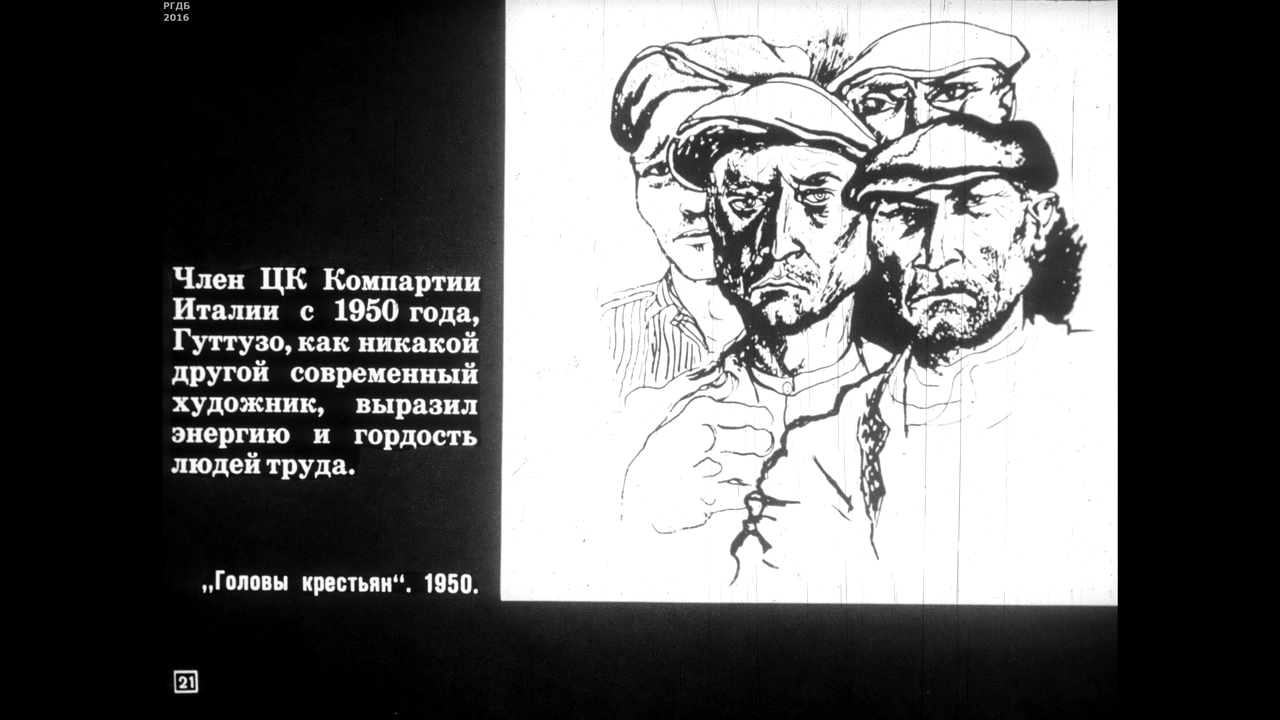 РГДБ
2016
Член ЦК Компартии
Италии с 1950 года,
Гуттузо, как никакой
другой современный
художник, выразил
энергию и гордость
людей труда.
„Головы крестьян“. 1950.
21